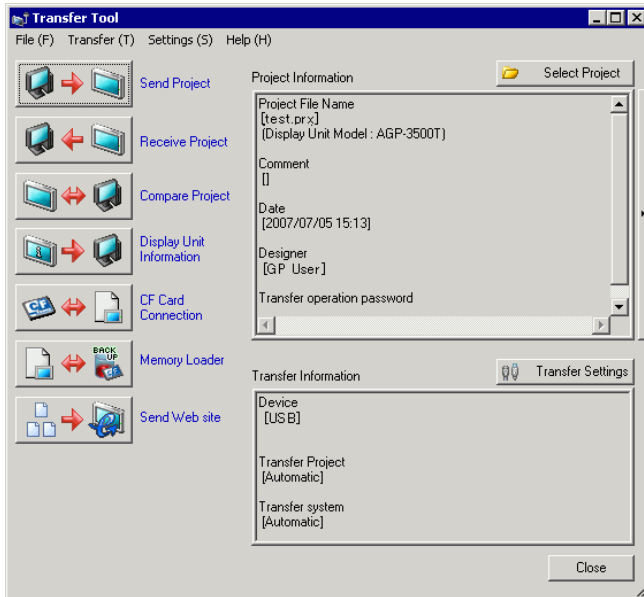 Transfer Tool
File (F) Transfer (T) Settings (S) Help (H)
Send Project
Receive Project
Compare Project
Display Unit
Information
CF Card
Connection
BACK
UP
Memory Loader
Send Web site
Project Information
Select Project
Project File Name
[test.prx]
(Display Unit Model : AGP-3500T)
Comment
[]
Date
[2007/07/05 15:13]
Designer
[GP User]
Transfer operation password
Transfer Information
Transfer Settings
Device
[USB]
Transfer Project
[Automatic]
Transfer system
[Automatic]
Close